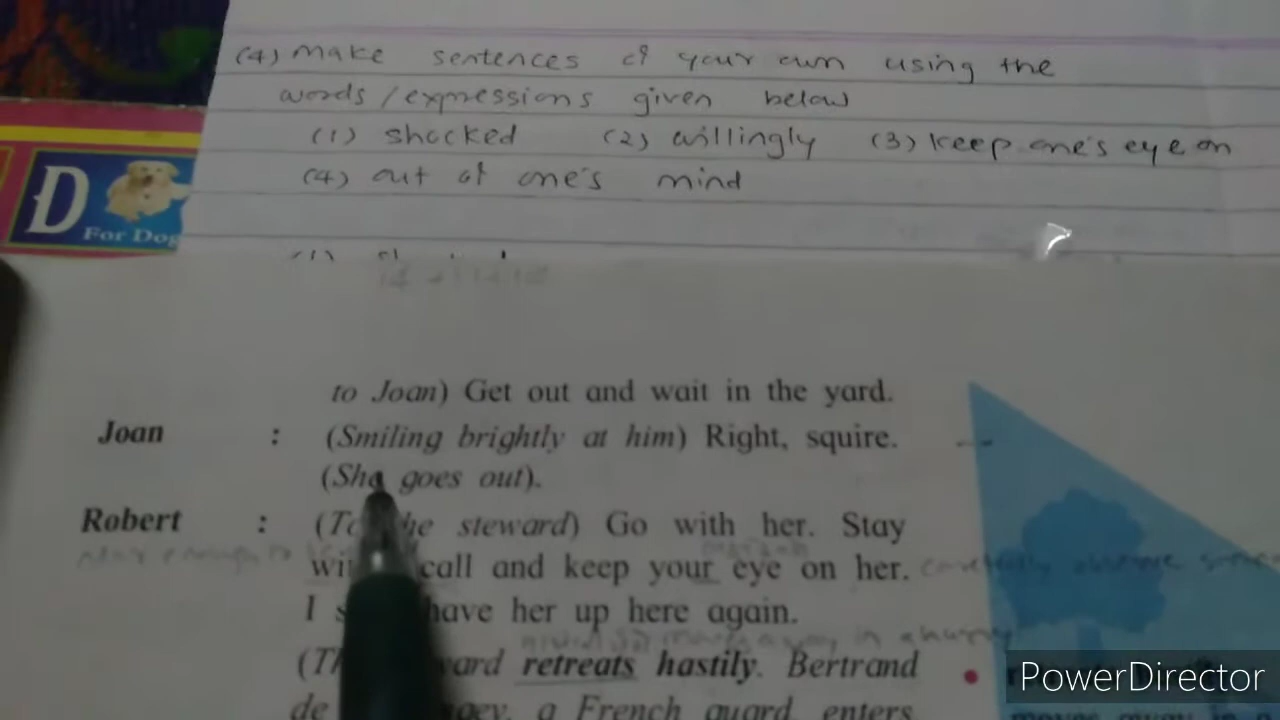 (4) Make sentences of your own using the
words/expressions given below
(1) shocked (2) willingly (3) keep one's eye on
(4) out of one's mind
D
For Dog
to Joan) Get out and wait in the yard.
Joan : (Smiling brightly at him) Right, squire.
(She goes out).
Robert : (To the steward) Go with her. Stay
call and keep your eye on her. carefully observe
I have her up here again.
retreats hastily. Bertrand
de a French guard enters
PowerDirector